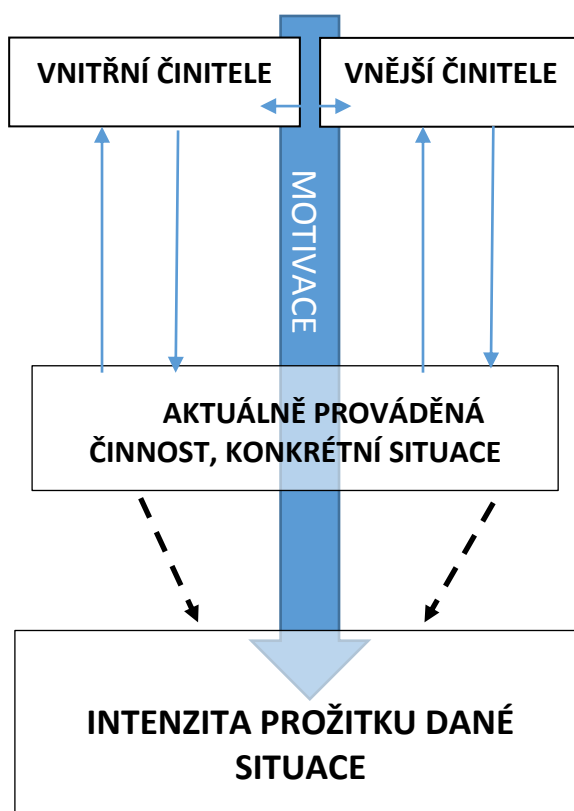 VNITŘNÍ ČINITELE
VNĚJŠÍ ČINITELE
MOTIVACE
AKTUÁLNĚ PROVÁDĚNÁ
ČINNOST, KONKRÉTNÍ SITUACE
INTENZITA PROŽITKU DANÉ
SITUACE